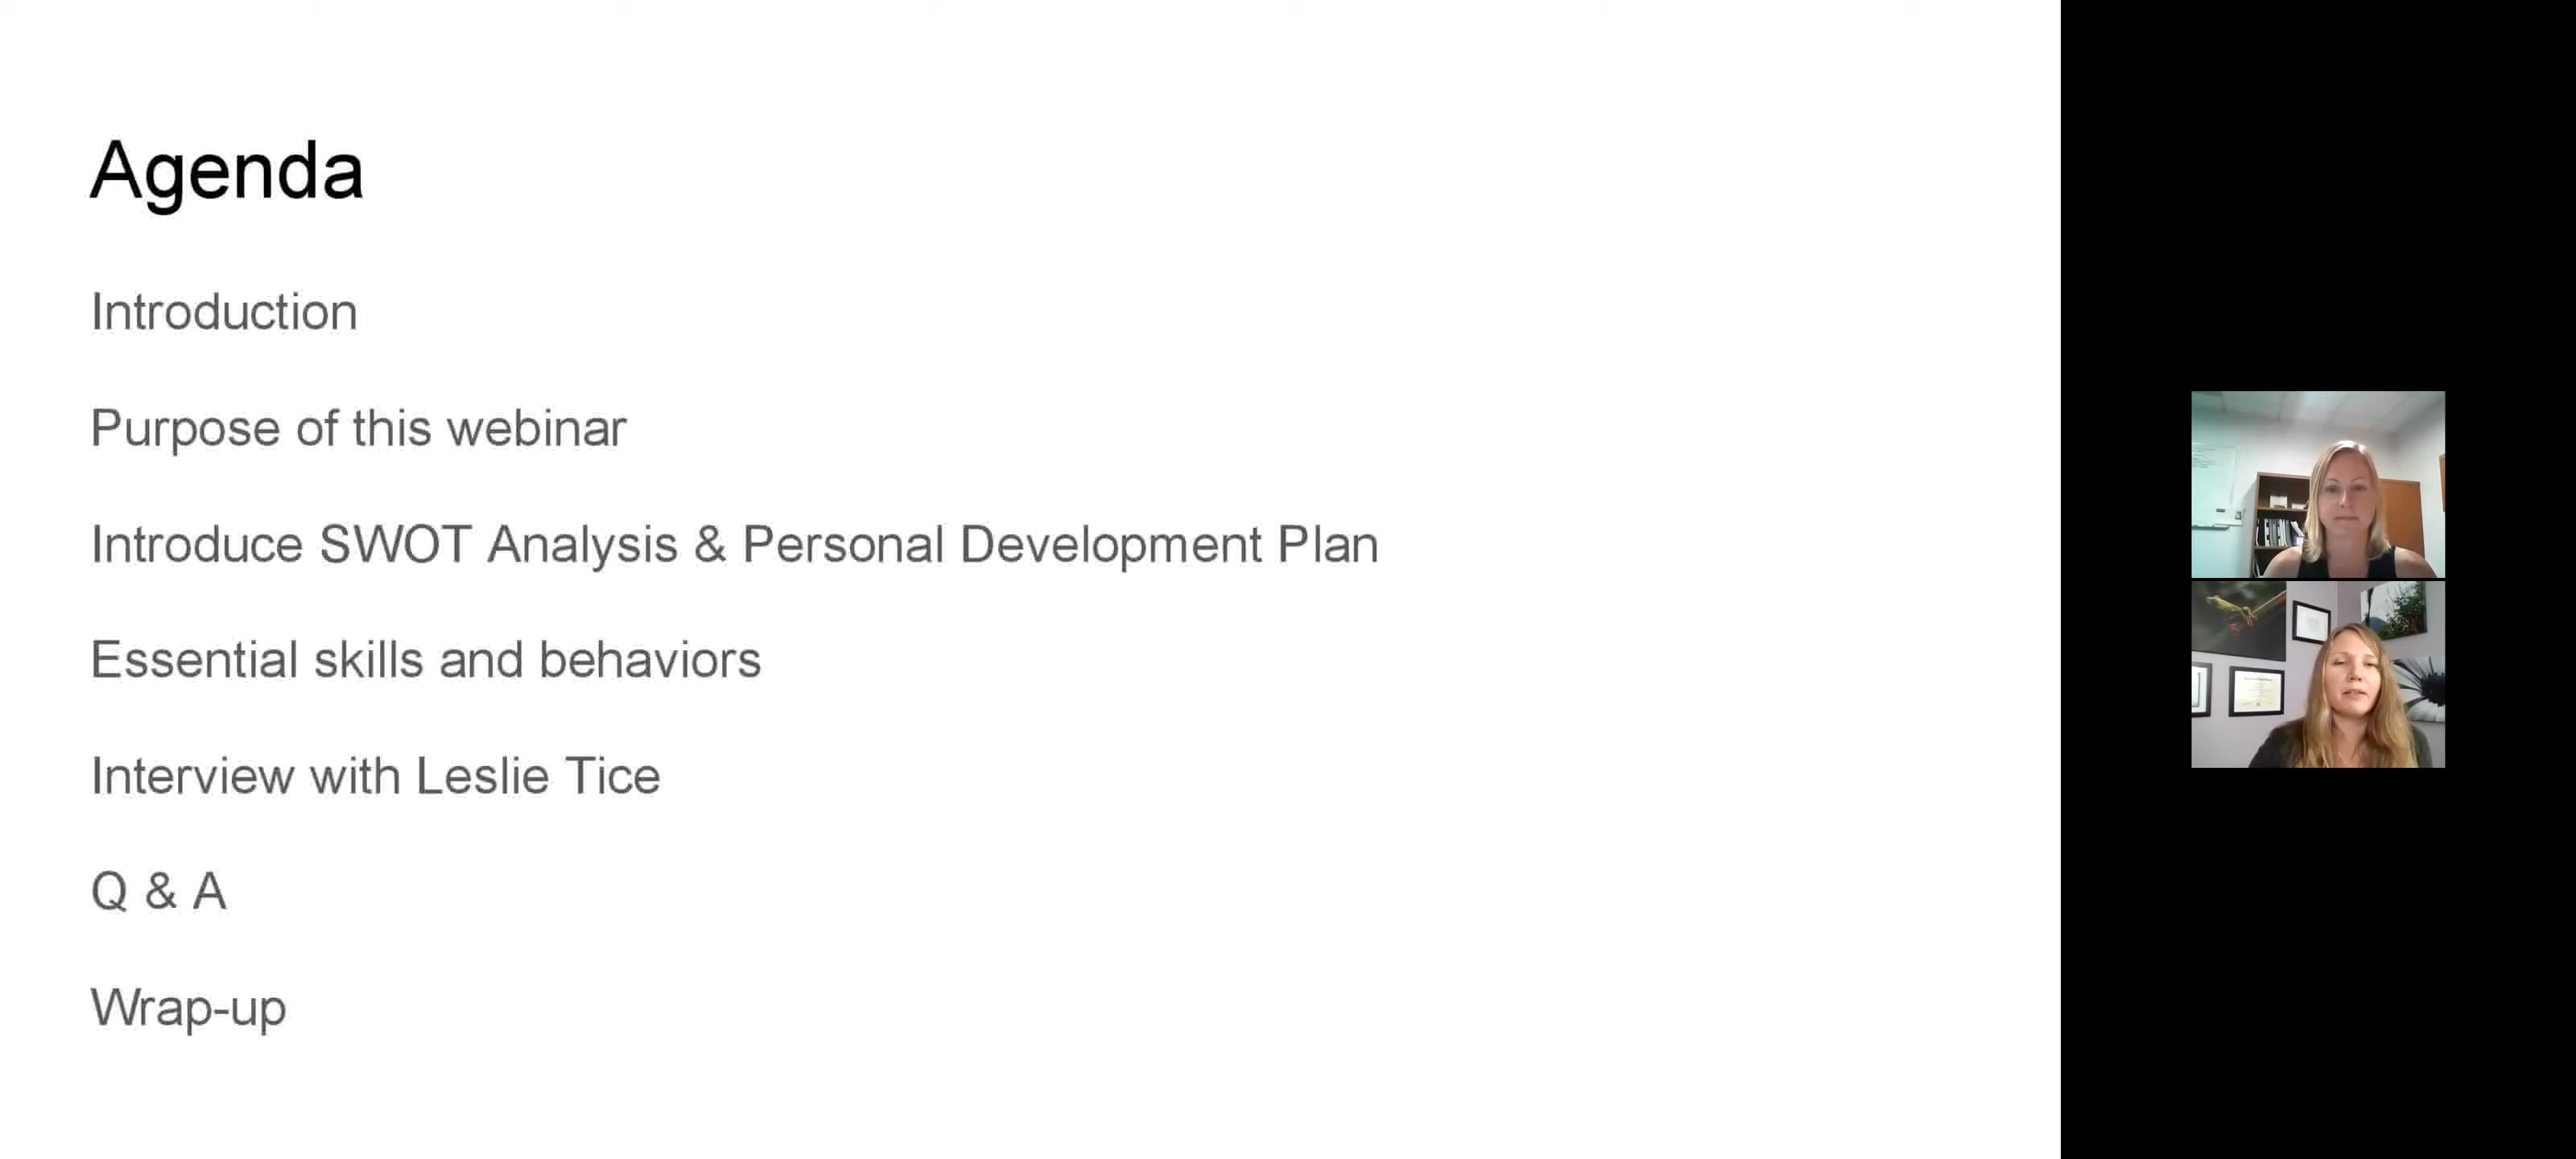 Agenda
Introduction
Purpose of this webinar
Introduce SWOT Analysis & Personal Development Plan
Essential skills and behaviors
Interview with Leslie Tice
Q & A
Wrap-up